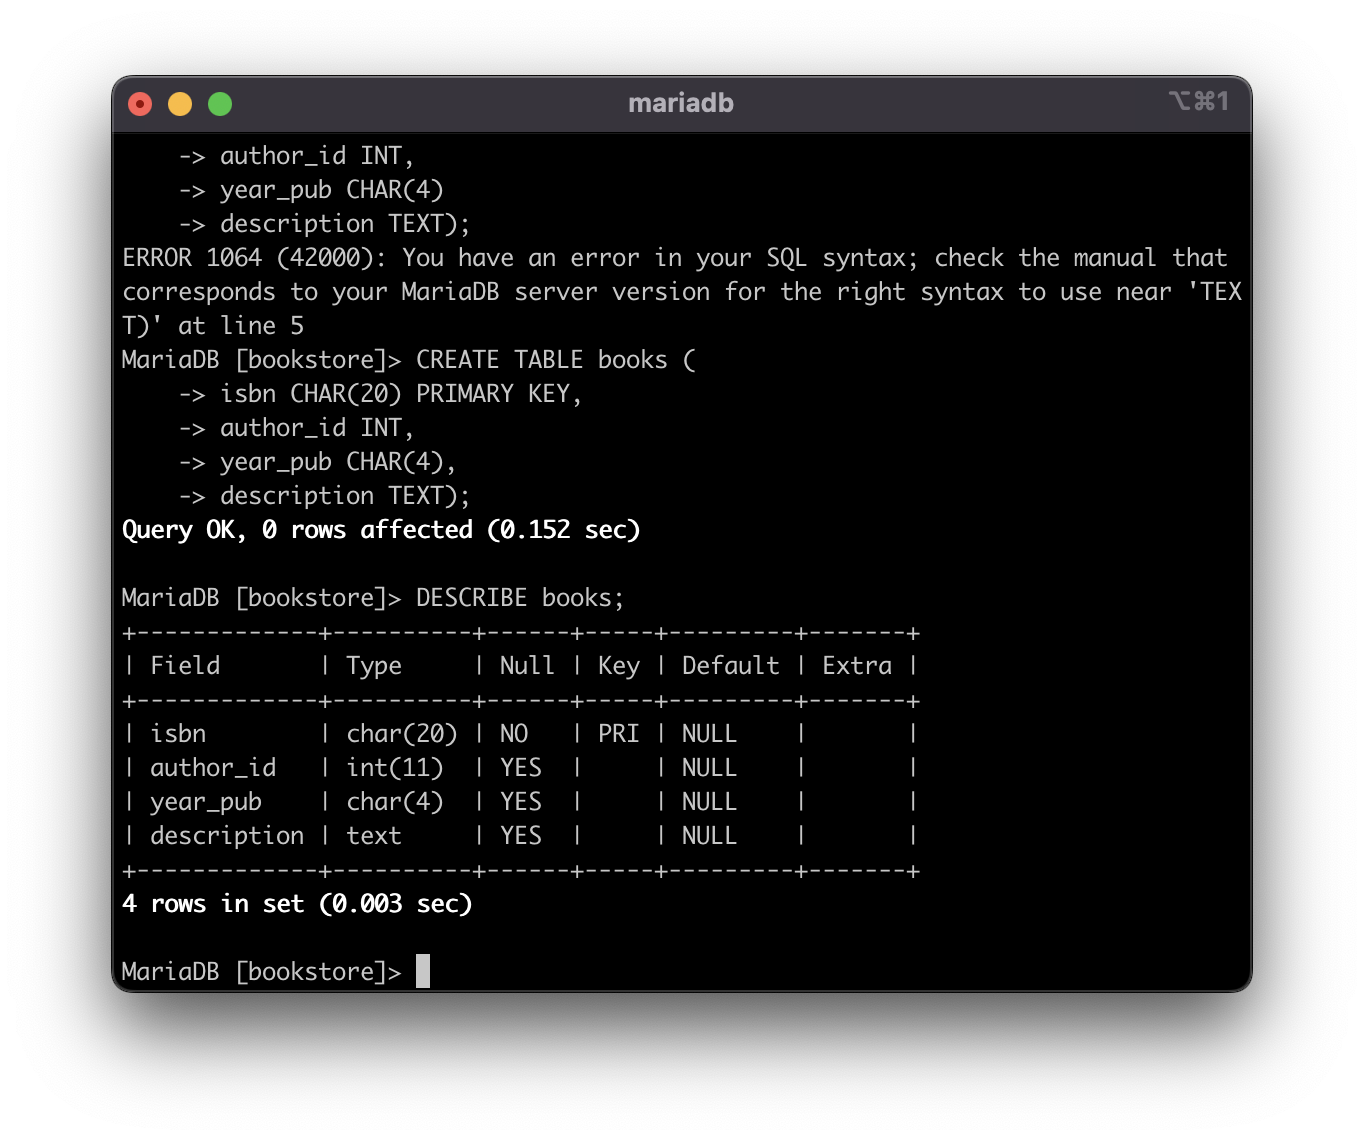 mariadb
⌥⌘1
    -> author_id INT,
    -> year_pub CHAR(4)
    -> description TEXT);
ERROR 1064 (42000): You have an error in your SQL syntax; check the manual that
corresponds to your MariaDB server version for the right syntax to use near 'TEX
T)' at line 5
MariaDB [bookstore]> CREATE TABLE books (
    -> isbn CHAR(20) PRIMARY KEY,
    -> author_id INT,
    -> year_pub CHAR(4),
    -> description TEXT);
Query OK, 0 rows affected (0.152 sec)

MariaDB [bookstore]> DESCRIBE books;
+-------------+----------+------+-----+---------+-------+
| Field       | Type     | Null | Key | Default | Extra |
+-------------+----------+------+-----+---------+-------+
| isbn        | char(20) | NO   | PRI | NULL    |       |
| author_id   | int(11)  | YES  |     | NULL    |       |
| year_pub    | char(4)  | YES  |     | NULL    |       |
| description | text     | YES  |     | NULL    |       |
+-------------+----------+------+-----+---------+-------+
4 rows in set (0.003 sec)

MariaDB [bookstore]>